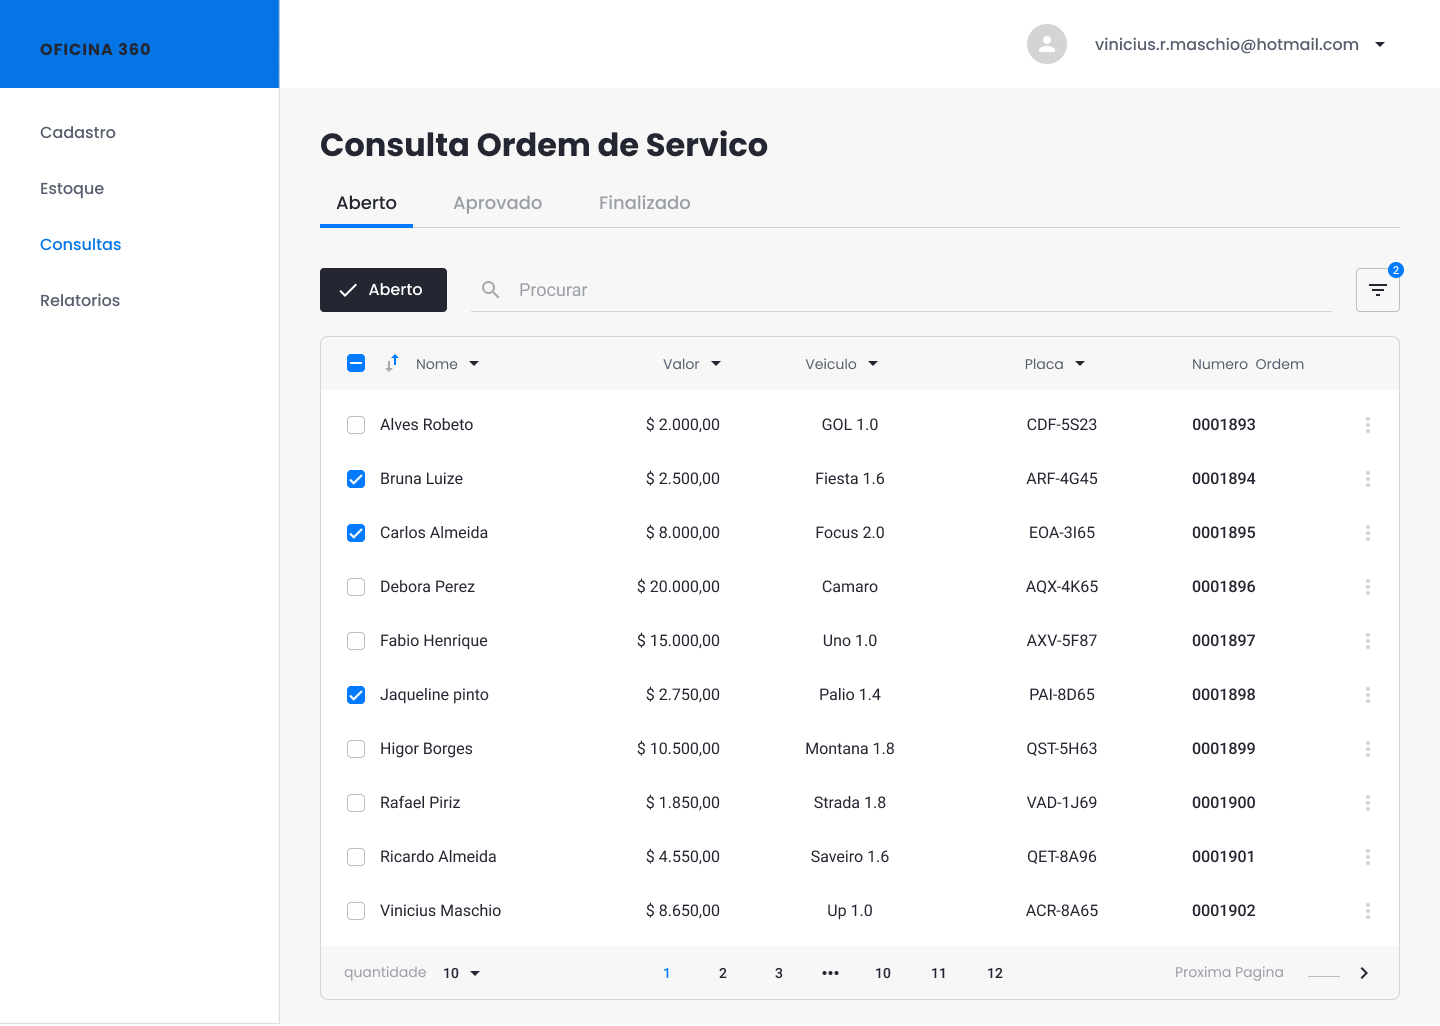 OFICINA 360
vinicius.r.maschio@hotmail.com
Cadastro
Estoque
Consultas
Relatorios
Consulta Ordem de Servico
Aberto Aprovado Finalizado
Aberto Procurar 2
Nome Valor Veiculo Placa Numero Ordem
Alves Robeto $ 2.000,00 GOL 1.0 CDF-5S23 0001893
Bruna Luize $ 2.500,00 Fiesta 1.6 ARF-4G45 0001894
Carlos Almeida $ 8.000,00 Focus 2.0 EOA-3I65 0001895
Debora Perez $ 20.000,00 Camaro AQX-4K65 0001896
Fabio Henrique $ 15.000,00 Uno 1.0 AXV-5F87 0001897
Jaqueline pinto $ 2.750,00 Palio 1.4 PAI-8D65 0001898
Higor Borges $ 10.500,00 Montana 1.8 QST-5H63 0001899
Rafael Piriz $ 1.850,00 Strada 1.8 VAD-1J69 0001900
Ricardo Almeida $ 4.550,00 Saveiro 1.6 QET-8A96 0001901
Vinicius Maschio $ 8.650,00 Up 1.0 ACR-8A65 0001902
quantidade 10 1 2 3 ••• 10 11 12 Proxima Pagina